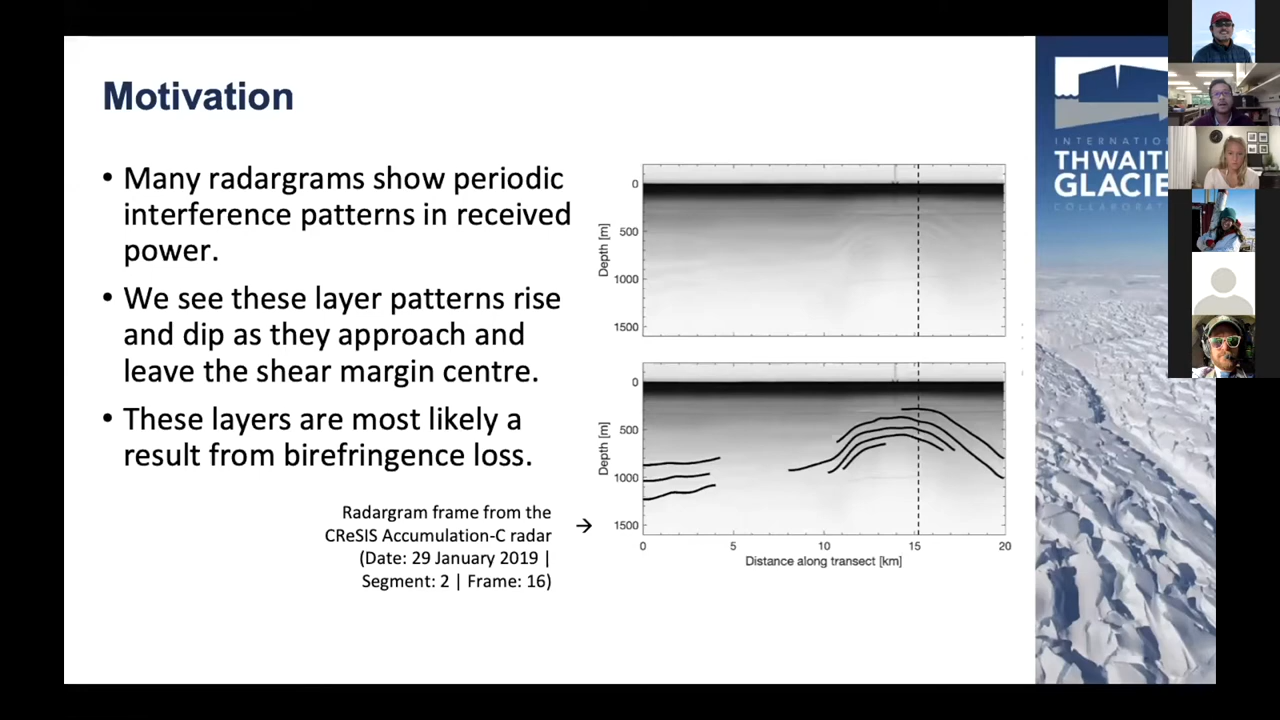 Motivation
• Many radargrams show periodic
interference patterns in received
power.
• We see these layer patterns rise
and dip as they approach and
leave the shear margin centre.
• These layers are most likely a
result from birefringence loss.
Radargram frame from the
CReSIS Accumulation-C radar
(Date: 29 January 2019 |
Segment: 2 | Frame: 16)
→
Depth [m]
0
500
1000
1500
Depth [m]
0
500
1000
1500
0 5 10 15 20
Distance along transect [km]
INTERNATIO
THWAIT
GLACIE
COLLABORAT